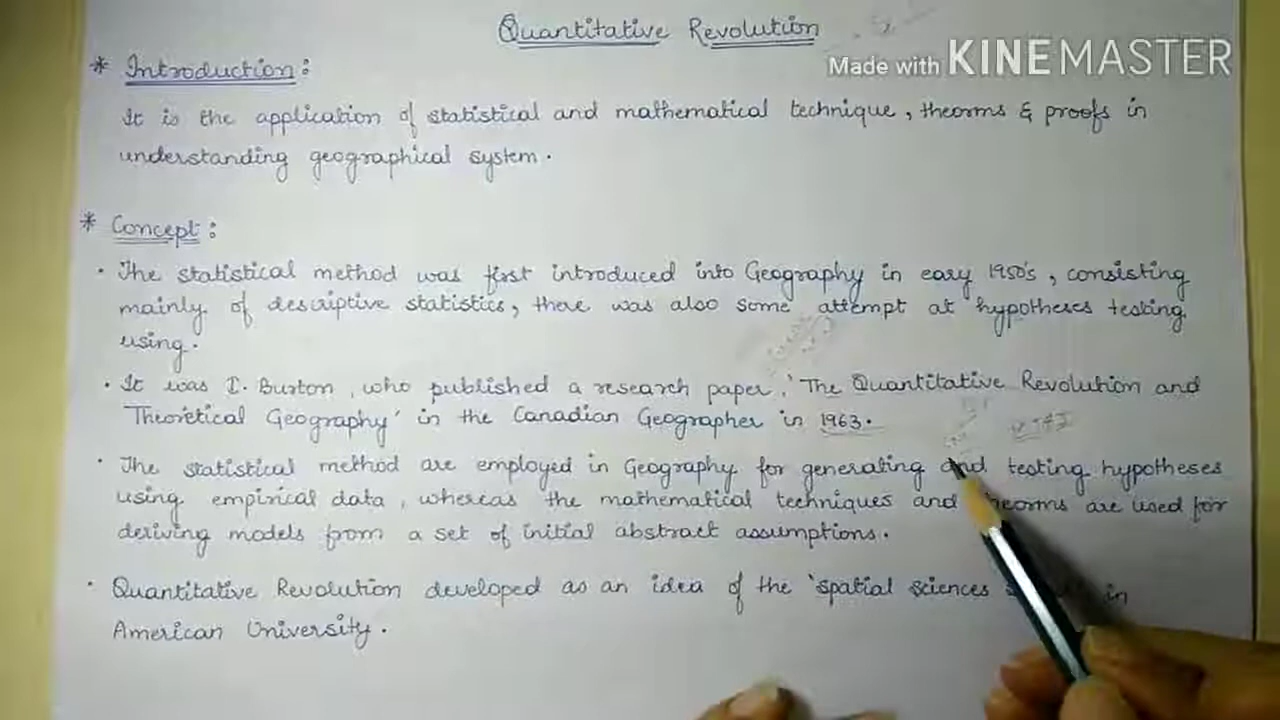 Quantitative Revolution
Made with KINEMASTER
* Introduction :
It is the application of statistical and mathematical technique, theorms & proofs in
understanding geographical system.
* Concept :
• The statistical method was first introduced into Geography in eary 1950's, consisting
mainly of descriptive statistics, there was also some attempt at hypotheses testing
using.
• It was I. Burton, who published a research paper, 'The Quantitative Revolution and
Theoretical Geography' in the Canadian Geographer in 1963.
• The statistical method are employed in Geography for generating and testing hypotheses
using empirical data, whereas the mathematical techniques and theorms are used for
deriving models from a set of initial abstract assumptions.
• Quantitative Revolution developed as an idea of the 'spatial sciences in
American University.